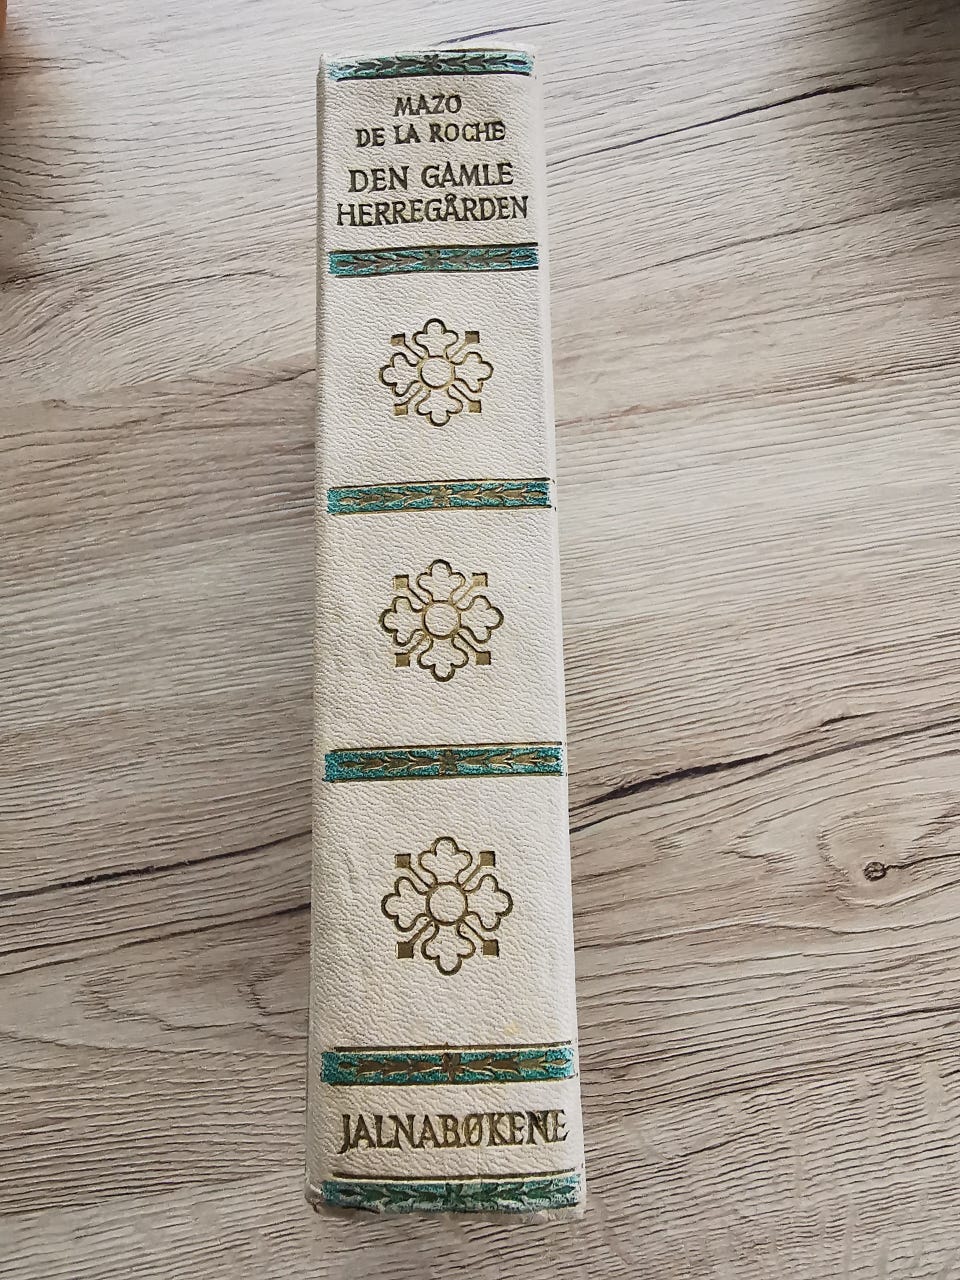 MAZO
DE LA ROCHE
DEN GAMLE
HERREGÅRDEN
JALNABØKENE